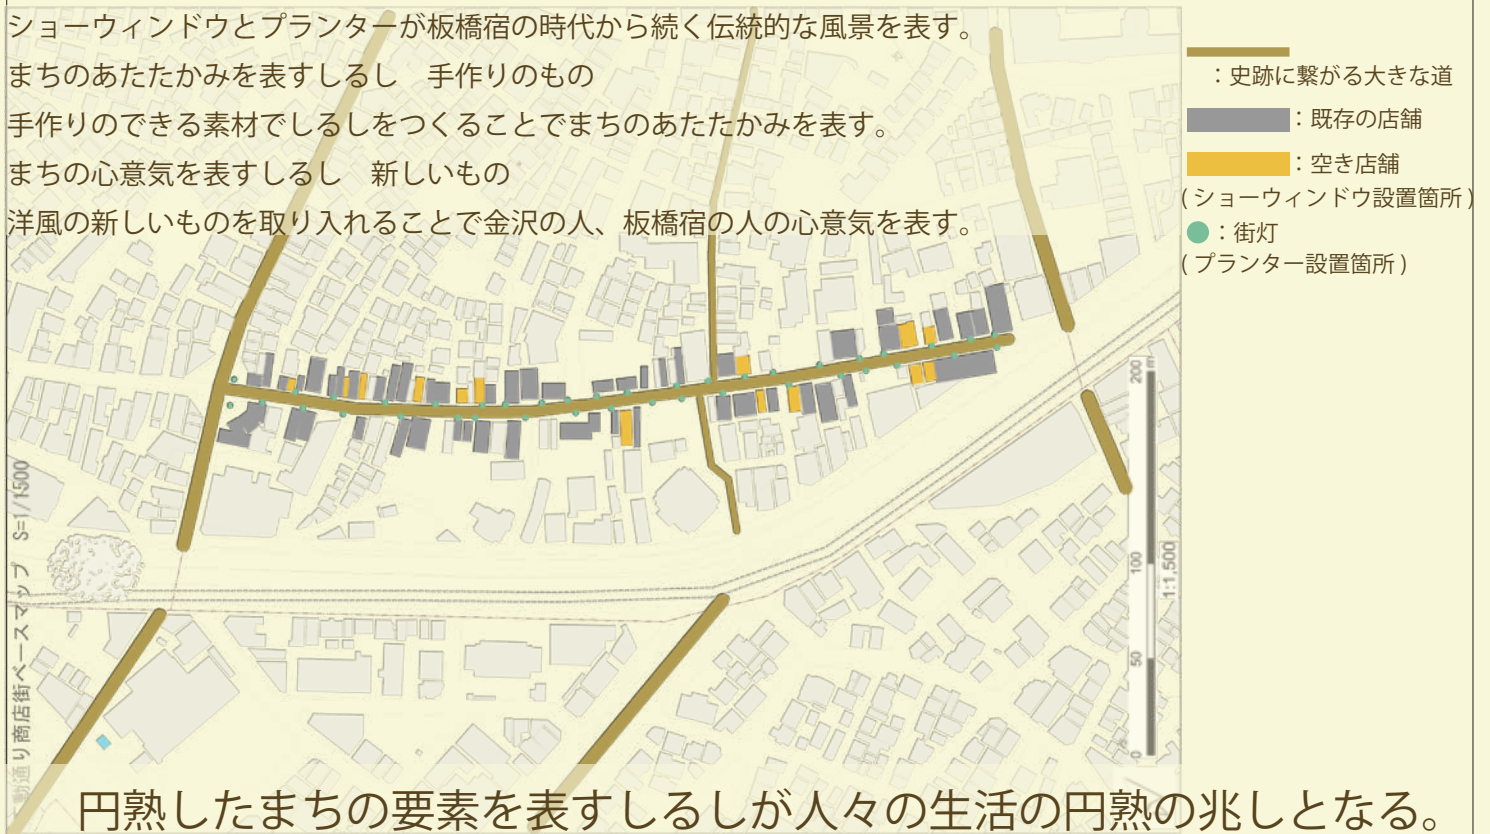 ショーウィンドウとプランターが板橋宿の時代から続く伝統的な風景を表す。
まちのあたたかみを表すしるし　手作りのもの
手作りのできる素材でしるしをつくることでまちのあたたかみを表す。
まちの心意気を表すしるし　新しいもの
洋風の新しいものを取り入れることで金沢の人、板橋宿の人の心意気を表す。
：史跡に繋がる大きな道
：既存の店舗
：空き店舗
( ショーウィンドウ設置箇所 )
：街灯
( プランター設置箇所 )
動通り商店街ベースマップ　S=1/1500
200
100
50
0
1:1,500
円熟したまちの要素を表すしるしが人々の生活の円熟の兆しとなる。